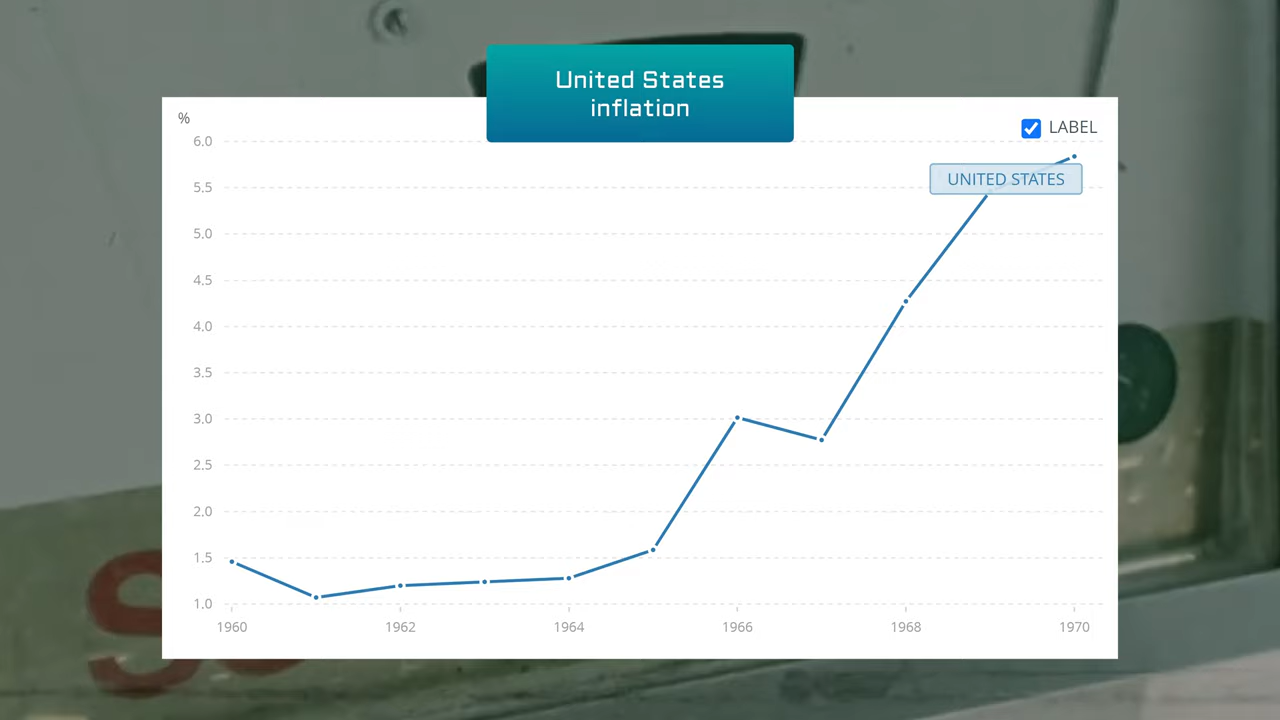 United States
inflation
%
LABEL
6.0
UNITED STATES
5.5
5.0
4.5
4.0
3.5
3.0
2.5
2.0
1.5
1.0
1960 1962 1964 1966 1968 1970